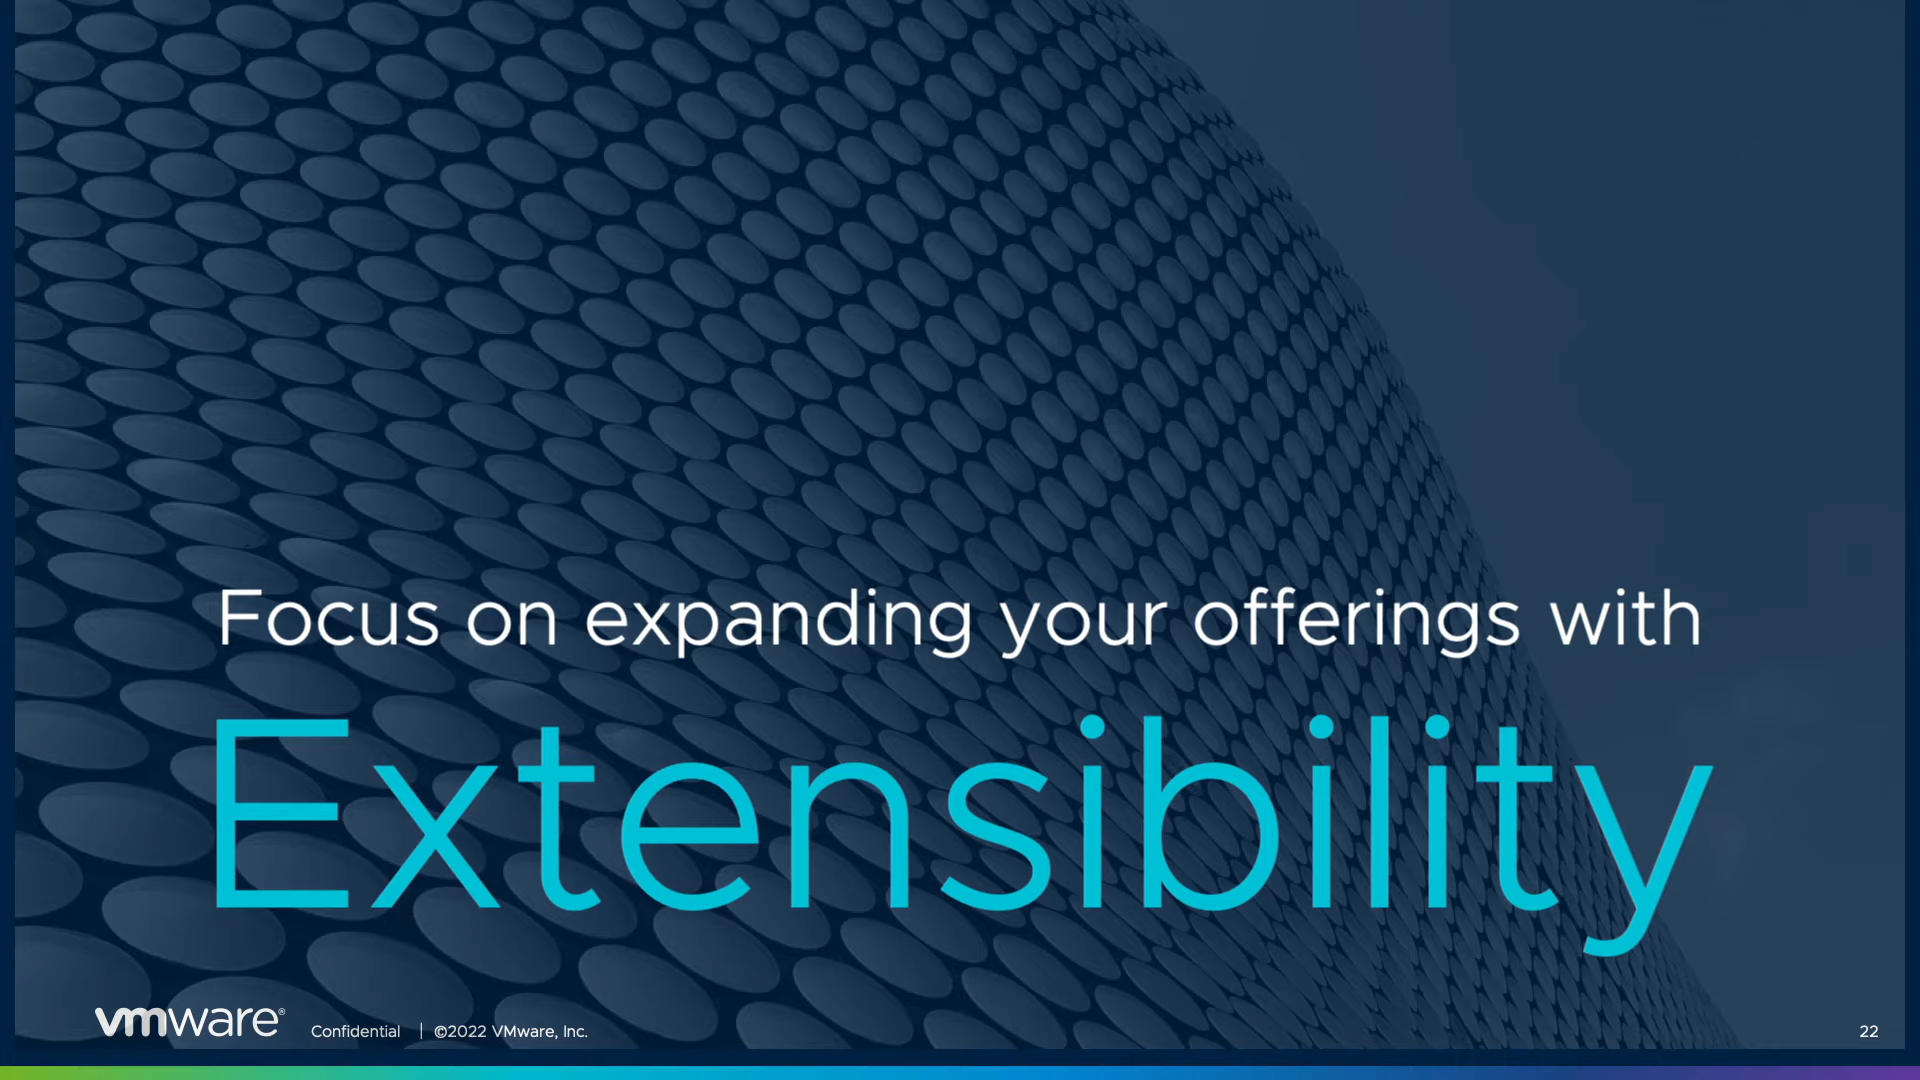 Focus on expanding your offerings with
Extensibility
vmware® Confidential | ©2022 VMware, Inc. 22